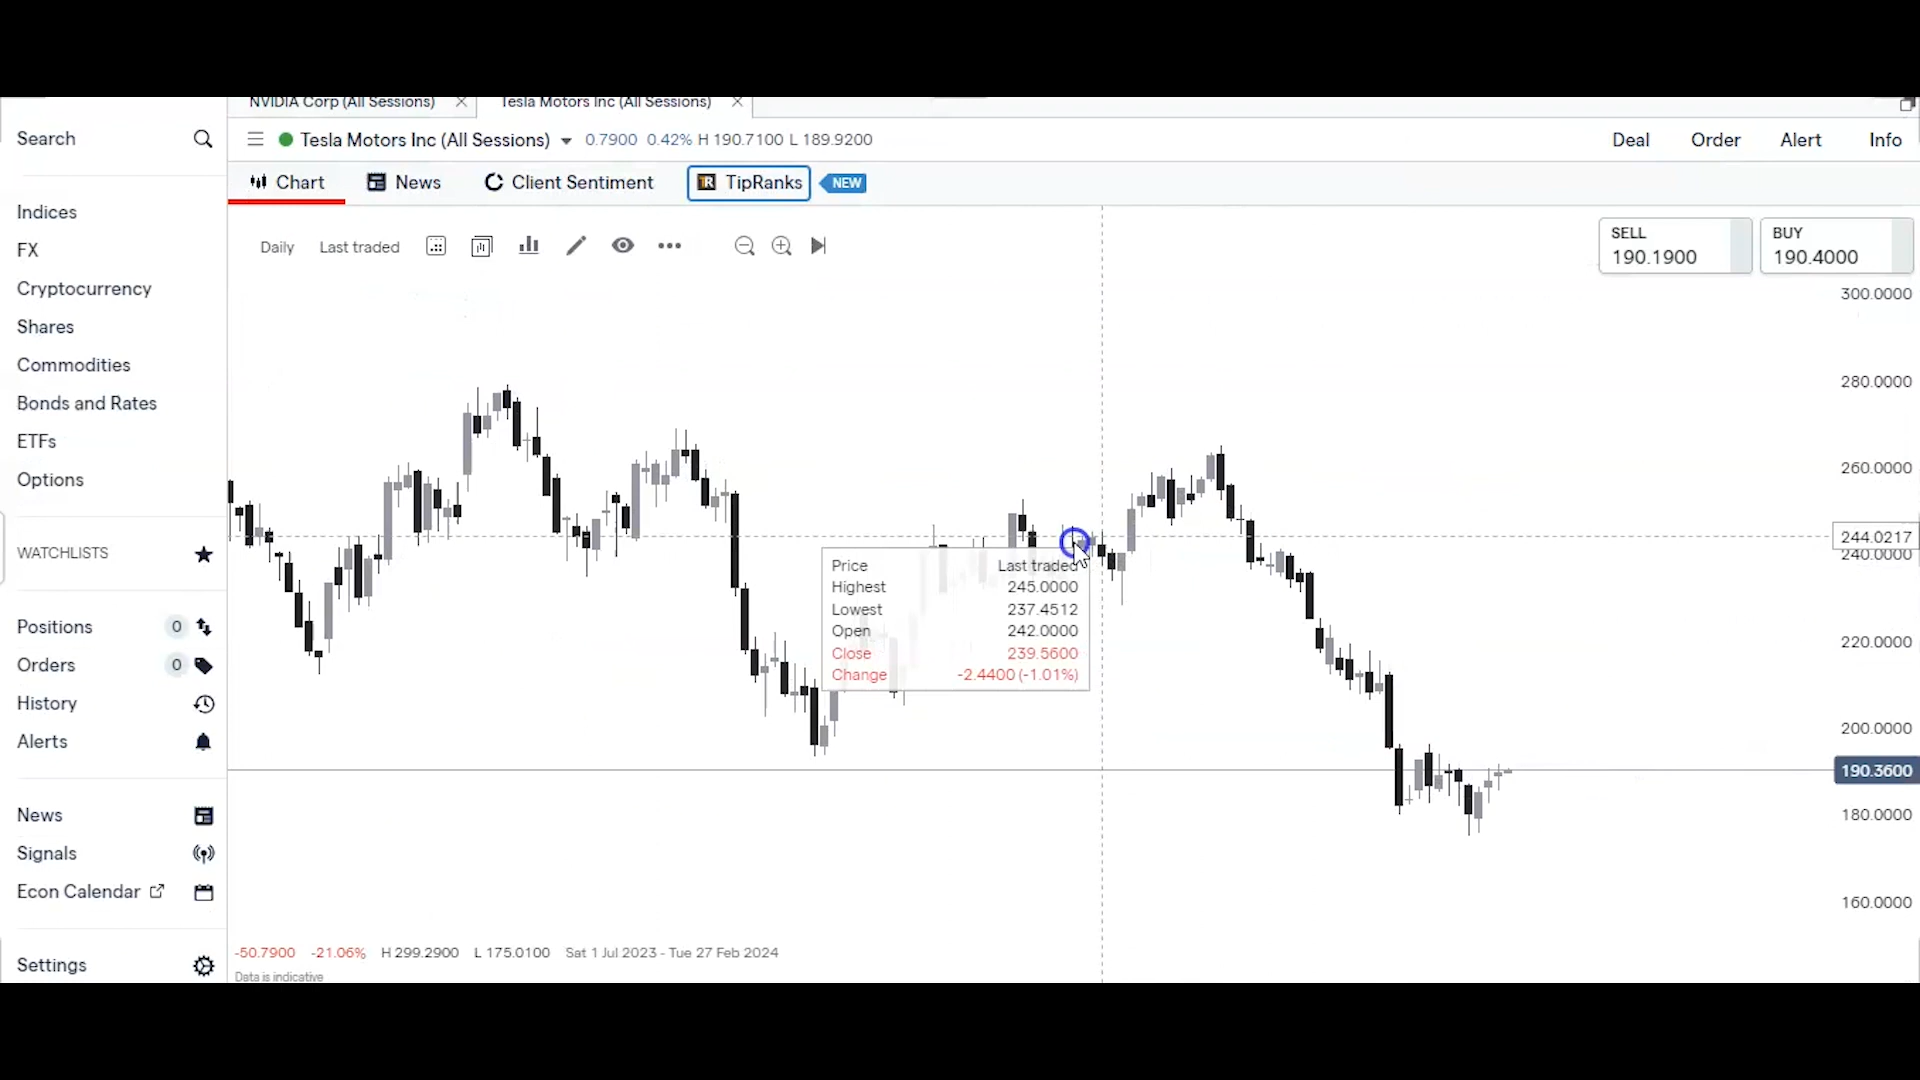 NVIDIA Corp (All Sessions)
Tesla Motors Inc (All Sessions)
Search
Tesla Motors Inc (All Sessions) 0.7900 0.42% H 190.7100 L 189.9200
Deal Order Alert Info
Chart News Client Sentiment TipRanks NEW
Daily Last traded
SELL
190.1900
BUY
190.4000
Indices
FX
Cryptocurrency
Shares
Commodities
Bonds and Rates
ETFs
Options
WATCHLISTS
Positions 0
Orders 0
History
Alerts
News
Signals
Econ Calendar
Settings
Price Last traded
Highest 245.0000
Lowest 237.4512
Open 242.0000
Close 239.5600
Change -2.4400 (-1.01%)
300.0000
280.0000
260.0000
244.0217
240.0000
220.0000
200.0000
190.3600
180.0000
160.0000
-50.7900 -21.06% H 299.2900 L 175.0100 Sat 1 Jul 2023 - Tue 27 Feb 2024
Data is indicative